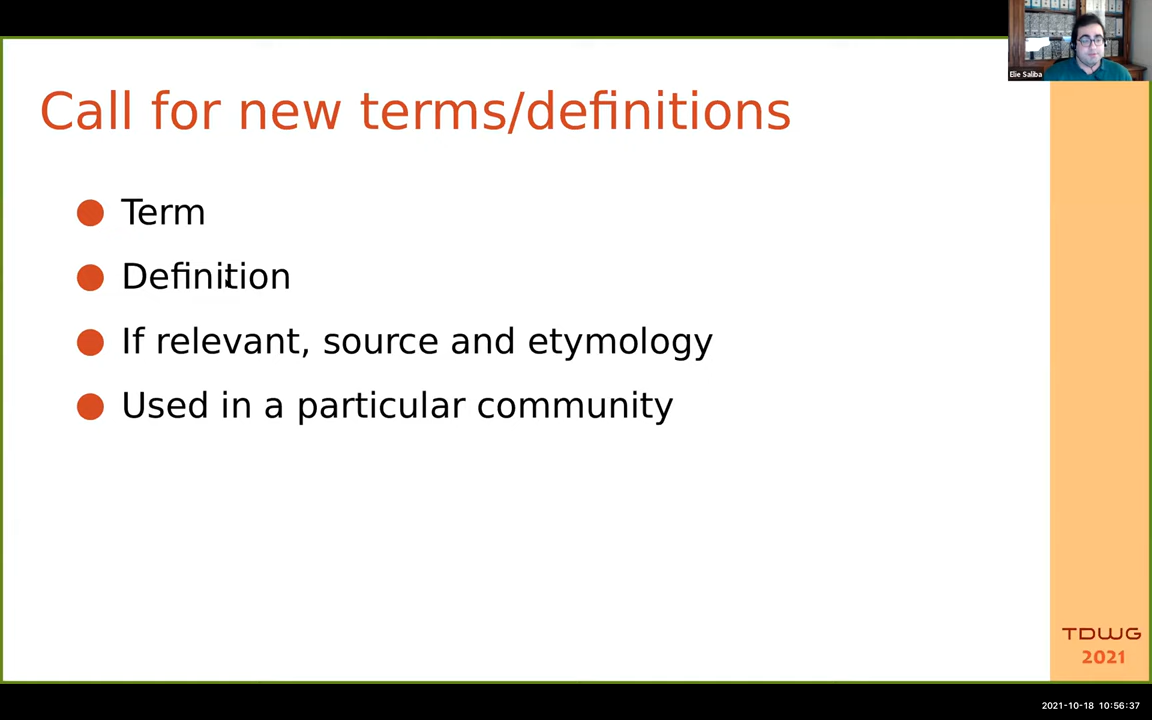 Elie Saliba
Call for new terms/definitions
Term
Definition
If relevant, source and etymology
Used in a particular community
TDWG
2021
2021-10-18 10:56:37